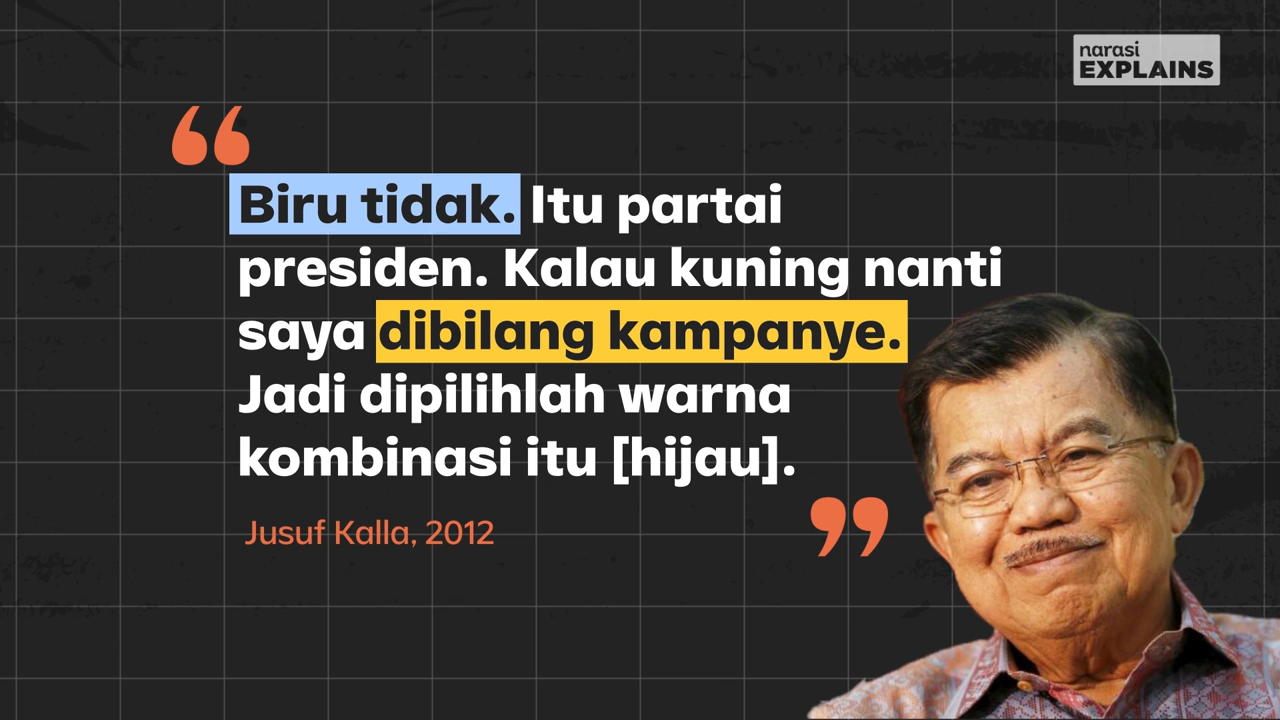 narasi
EXPLAINS
“
Biru tidak. Itu partai
presiden. Kalau kuning nanti
saya dibilang kampanye.
Jadi dipilihlah warna
kombinasi itu [hijau].
”
Jusuf Kalla, 2012